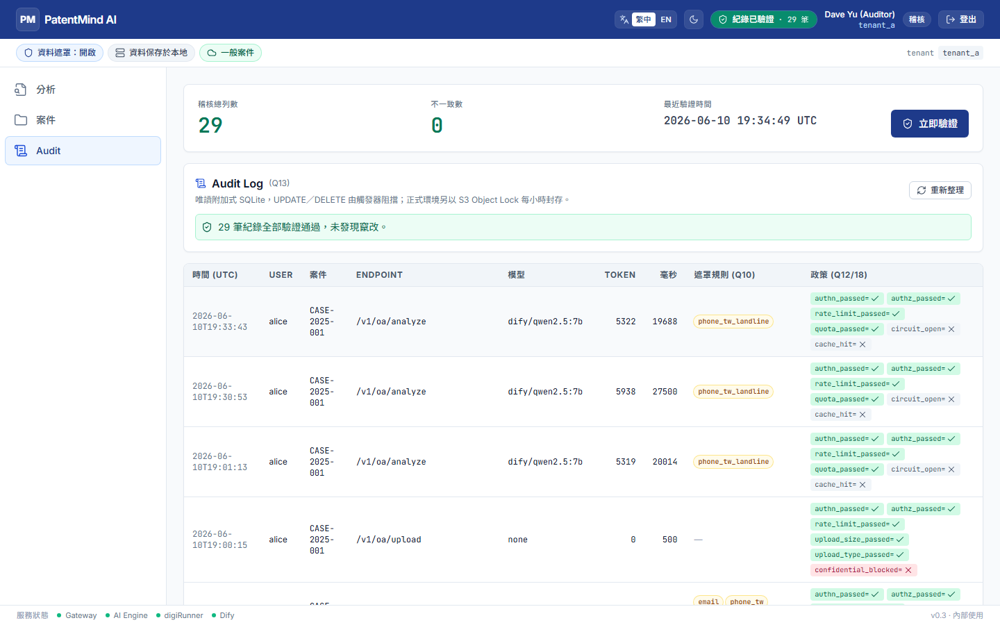 PM PatentMind AI 繁中 EN 紀錄已驗證 · 29 筆 Dave Yu (Auditor) 稽核 登出
tenant_a
資料遮罩：開啟 資料保存於本地 一般案件 tenant tenant_a
分析
案件
Audit
稽核總列數 不一致數 最近驗證時間
29 0 2026-06-10 19:34:49 UTC 立即驗證
Audit Log (Q13) 重新整理
唯讀附加式 SQLite，UPDATE／DELETE 由觸發器阻擋；正式環境另以 S3 Object Lock 每小時封存。
29 筆紀錄全部驗證通過，未發現竄改。
時間 (UTC) USER 案件 ENDPOINT 模型 TOKEN 毫秒 遮罩規則 (Q10) 政策 (Q12/18)
2026-06-
10T19:33:43 alice CASE-
2025-
001 /v1/oa/analyze dify/qwen2.5:7b 5322 19688 phone_tw_landline authn_passed= ✓ authz_passed= ✓
rate_limit_passed= ✓
quota_passed= ✓ circuit_open= ✕
cache_hit= ✕
2026-06-
10T19:30:53 alice CASE-
2025-
001 /v1/oa/analyze dify/qwen2.5:7b 5938 27500 phone_tw_landline authn_passed= ✓ authz_passed= ✓
rate_limit_passed= ✓
quota_passed= ✓ circuit_open= ✕
cache_hit= ✕
2026-06-
10T19:01:13 alice CASE-
2025-
001 /v1/oa/analyze dify/qwen2.5:7b 5319 20014 phone_tw_landline authn_passed= ✓ authz_passed= ✓
rate_limit_passed= ✓
quota_passed= ✓ circuit_open= ✕
cache_hit= ✕
2026-06-
10T19:00:15 alice CASE-
2025-
001 /v1/oa/upload none 0 500 — authn_passed= ✓ authz_passed= ✓
rate_limit_passed= ✓
upload_size_passed= ✓
upload_type_passed= ✓
confidential_blocked= ✕
email phone_tw authn_passed= ✓ authz_passed= ✓
服務狀態 Gateway AI Engine digiRunner Dify v0.3 · 內部使用